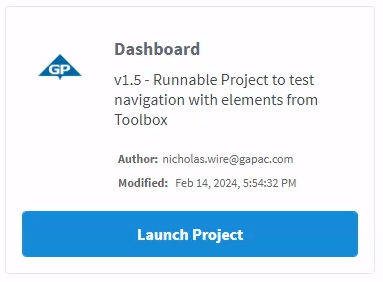 GP
Dashboard
v1.5 - Runnable Project to test
navigation with elements from
Toolbox
Author: nicholas.wire@gapac.com
Modified: Feb 14, 2024, 5:54:32 PM
Launch Project